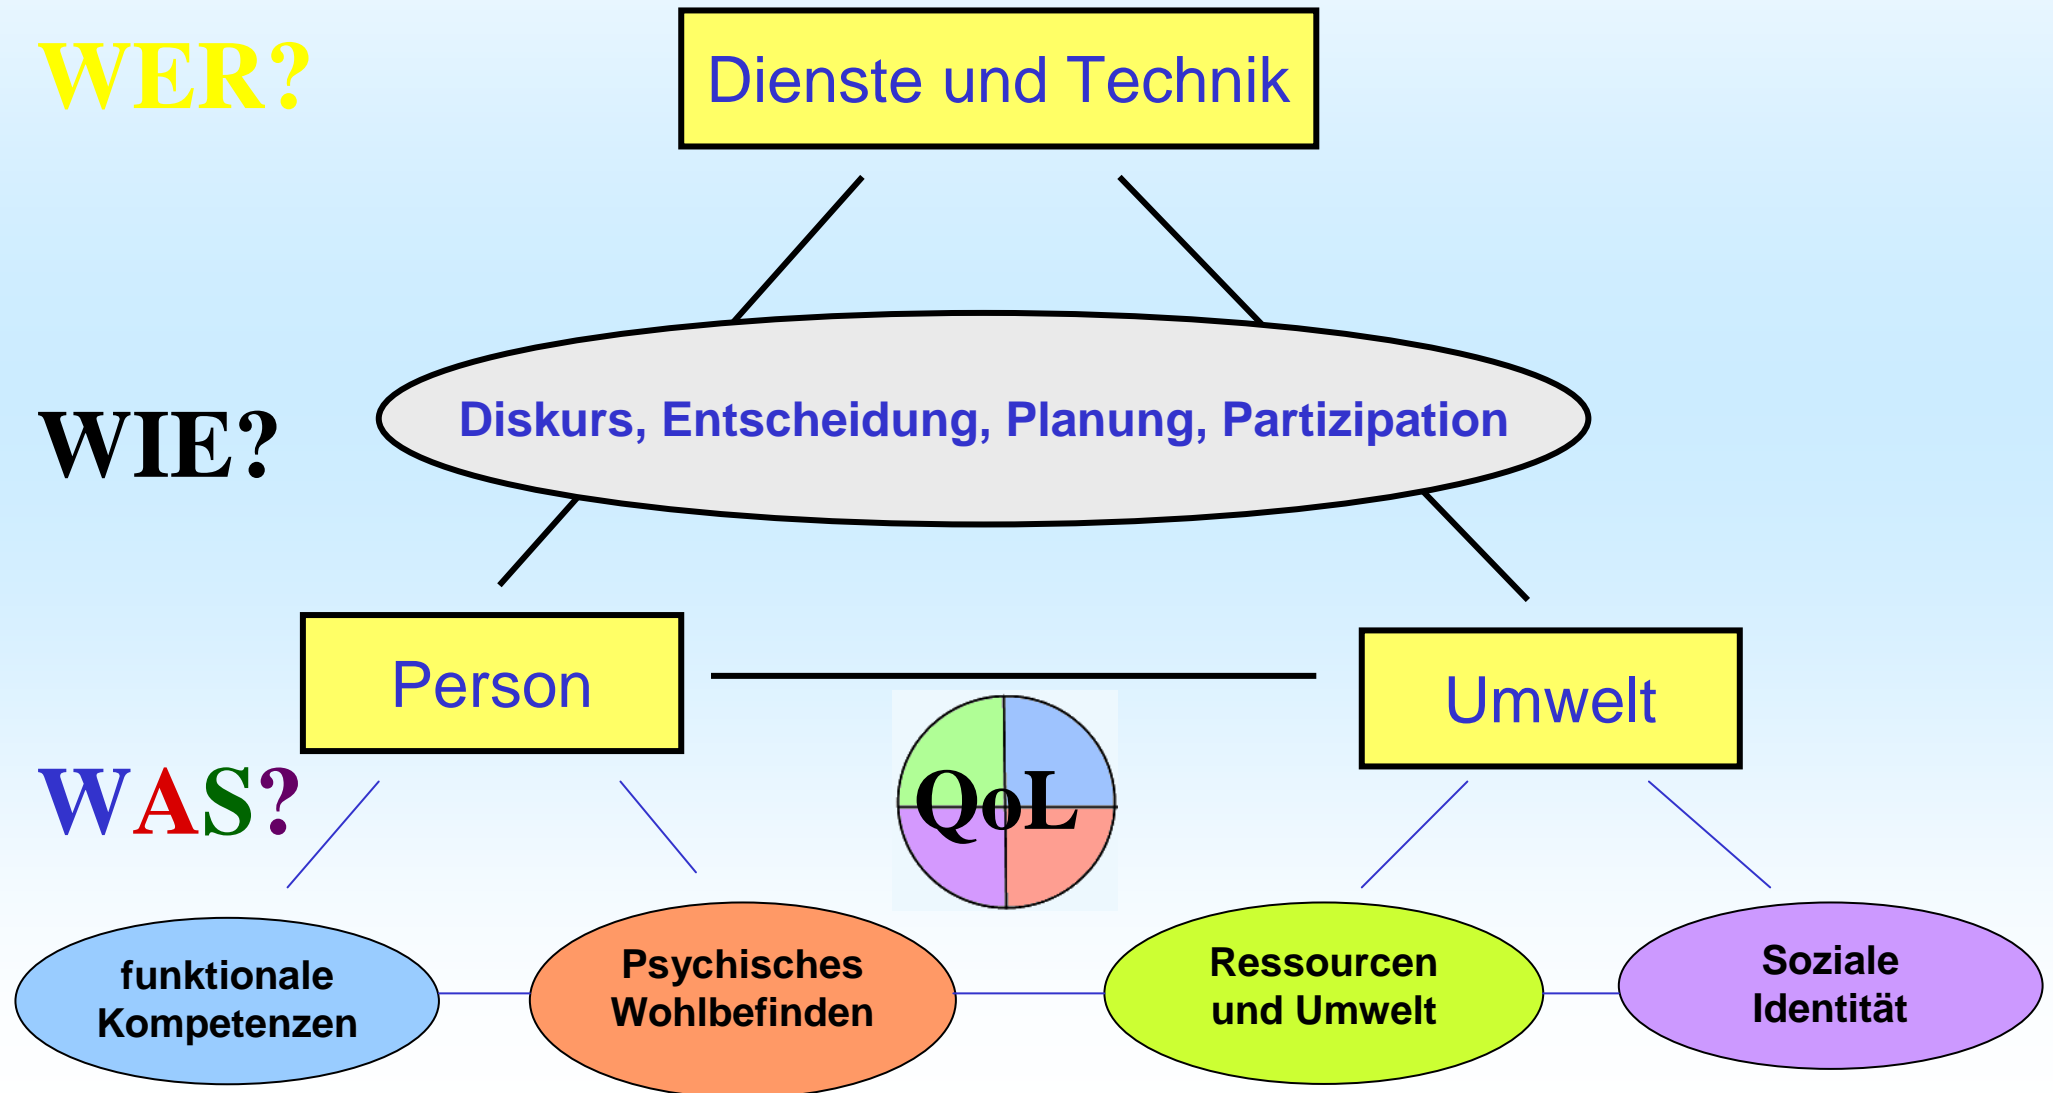 WER?
Dienste und Technik
WIE?
Diskurs, Entscheidung, Planung, Partizipation
Person
Umwelt
WAS?
QoL
funktionale
Kompetenzen
Psychisches
Wohlbefinden
Ressourcen
und Umwelt
Soziale
Identität